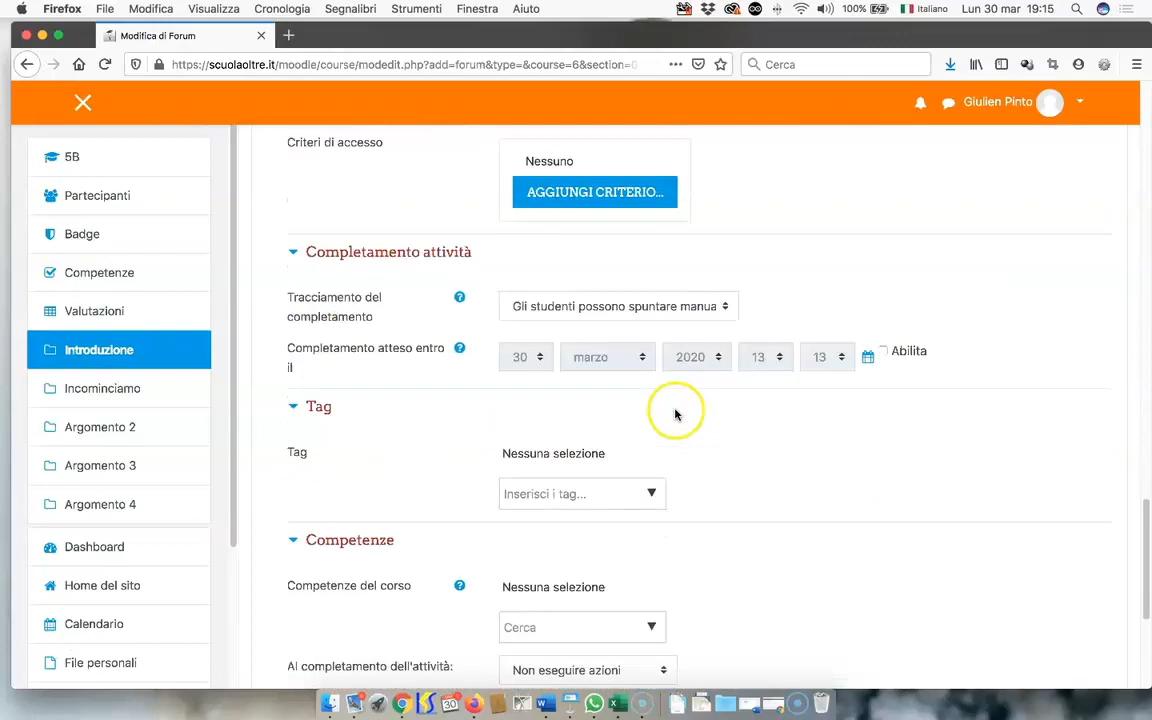 Firefox File Modifica Visualizza Cronologia Segnalibri Strumenti Finestra Aiuto 100% Italiano Lun 30 mar 19:15
Modifica di Forum
https://scuolaoltre.it/moodle/course/modedit.php?add=forum&type=&course=6&section=0
Cerca
Giulien Pinto
5B
Partecipanti
Badge
Competenze
Valutazioni
Introduzione
Incominciamo
Argomento 2
Argomento 3
Argomento 4
Dashboard
Home del sito
Calendario
File personali
Criteri di accesso
Nessuno
AGGIUNGI CRITERIO...
Completamento attività
Tracciamento del
completamento
Gli studenti possono spuntare manua
Completamento atteso entro
il
30 marzo 2020 13 13 Abilita
Tag
Tag
Nessuna selezione
Inserisci i tag...
Competenze
Competenze del corso
Nessuna selezione
Cerca
Al completamento dell'attività:
Non eseguire azioni